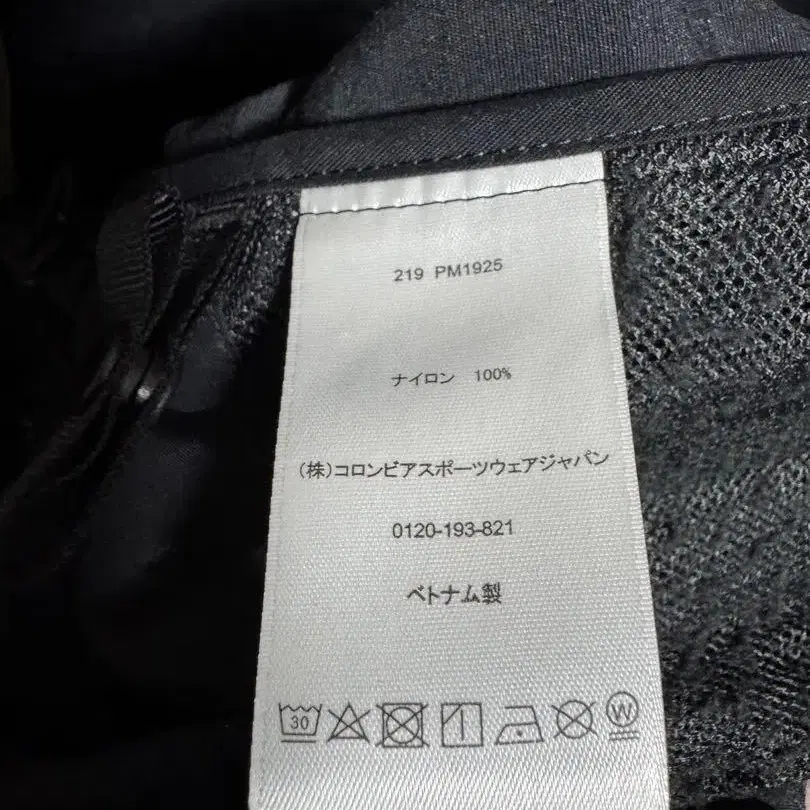 219 PM1925
ナイロン 100%
(株)コロンビアスポーツウェアジャパン
0120-193-821
ベトナム製
30 W